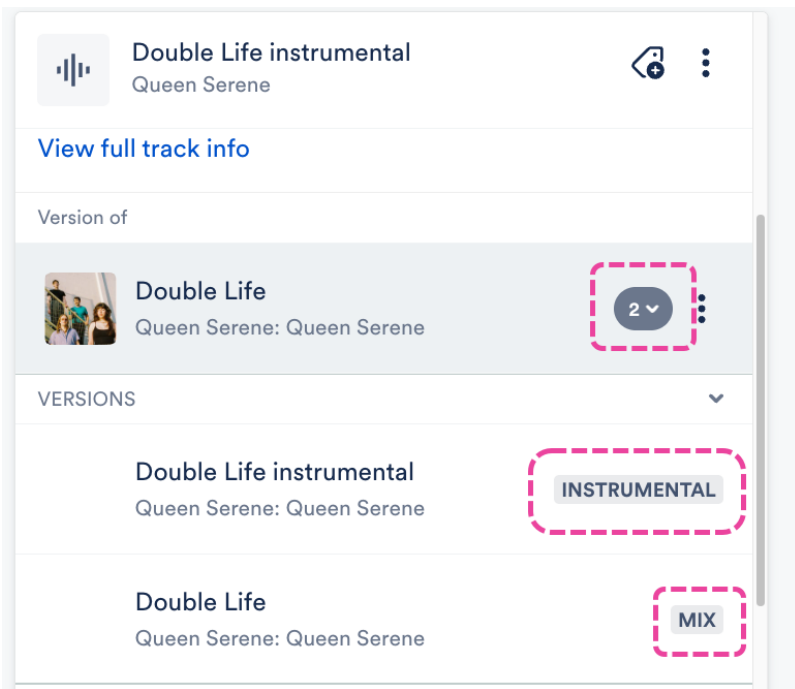 Double Life instrumental
Queen Serene
View full track info
Version of
Double Life
Queen Serene: Queen Serene
2
VERSIONS
Double Life instrumental
Queen Serene: Queen Serene
INSTRUMENTAL
Double Life
Queen Serene: Queen Serene
MIX